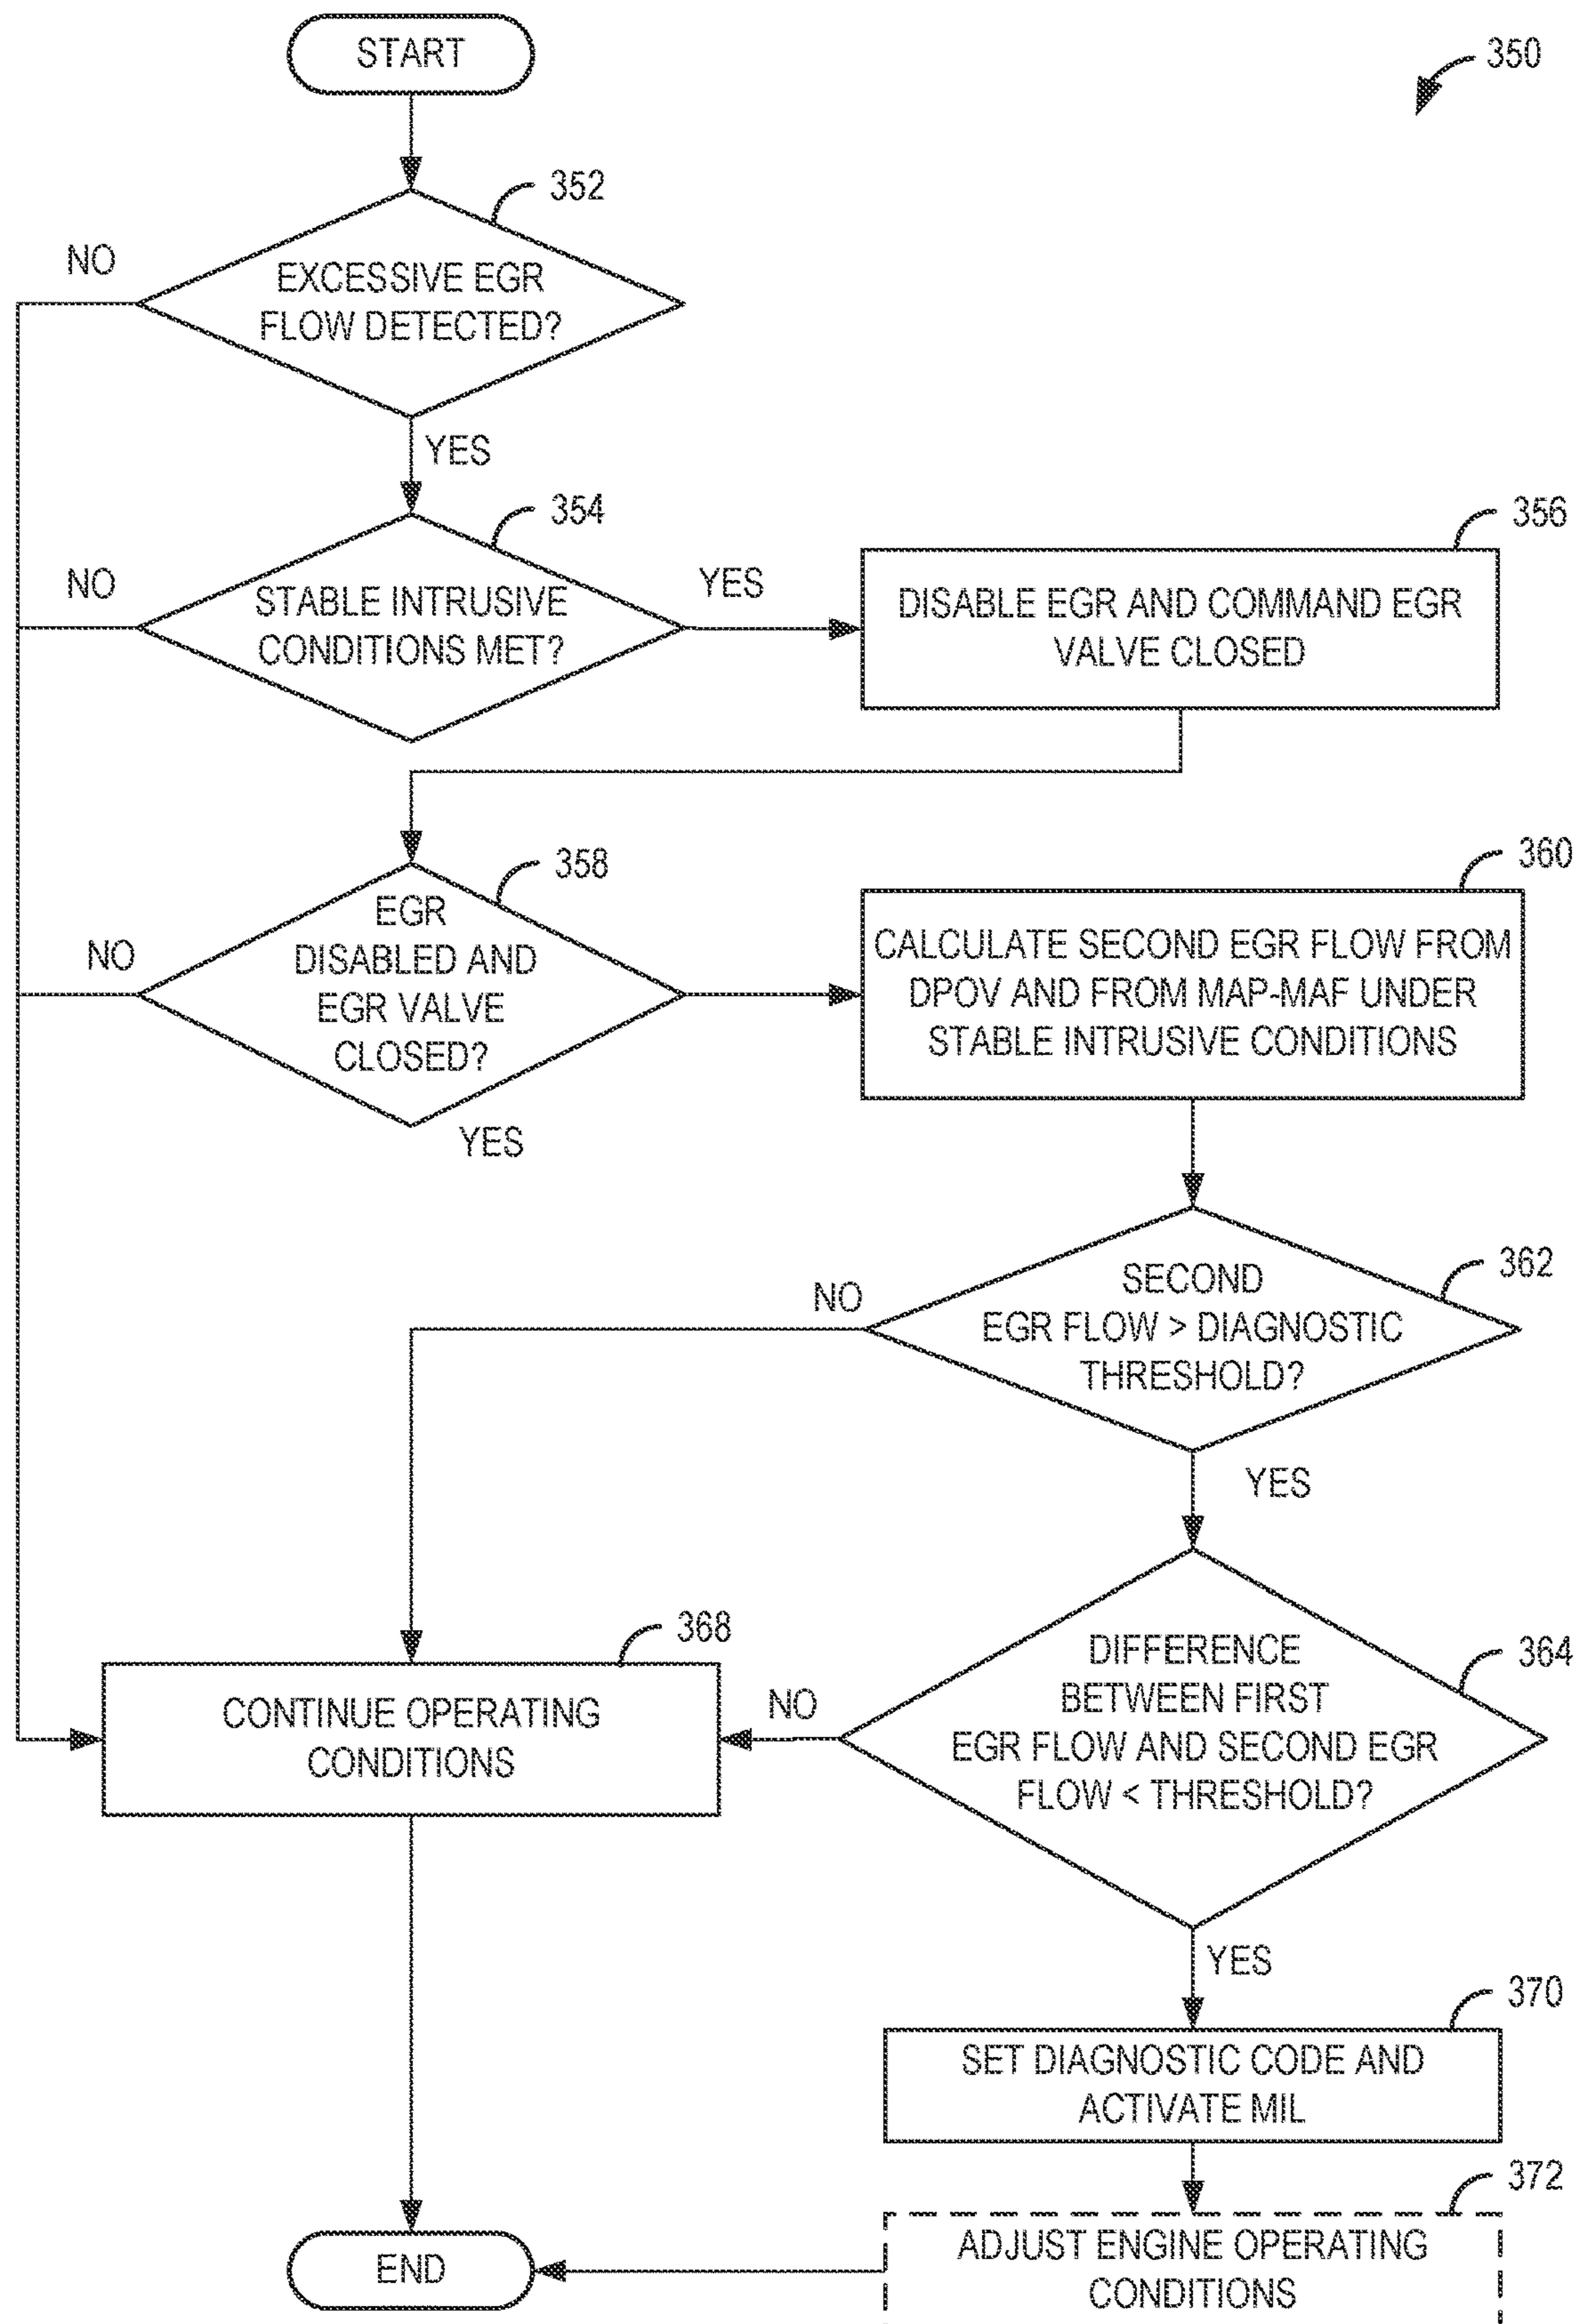 START
350
352
NO
EXCESSIVE EGR
FLOW DETECTED?
YES
354
NO
STABLE INTRUSIVE
CONDITIONS MET?
YES
356
DISABLE EGR AND COMMAND EGR
VALVE CLOSED
358
NO
EGR
DISABLED AND
EGR VALVE
CLOSED?
YES
360
CALCULATE SECOND EGR FLOW FROM
DPOV AND FROM MAP-MAF UNDER
STABLE INTRUSIVE CONDITIONS
362
NO
SECOND
EGR FLOW > DIAGNOSTIC
THRESHOLD?
YES
364
DIFFERENCE
BETWEEN FIRST
EGR FLOW AND SECOND EGR
FLOW < THRESHOLD?
NO
368
CONTINUE OPERATING
CONDITIONS
YES
370
SET DIAGNOSTIC CODE AND
ACTIVATE MIL
372
ADJUST ENGINE OPERATING
CONDITIONS
END